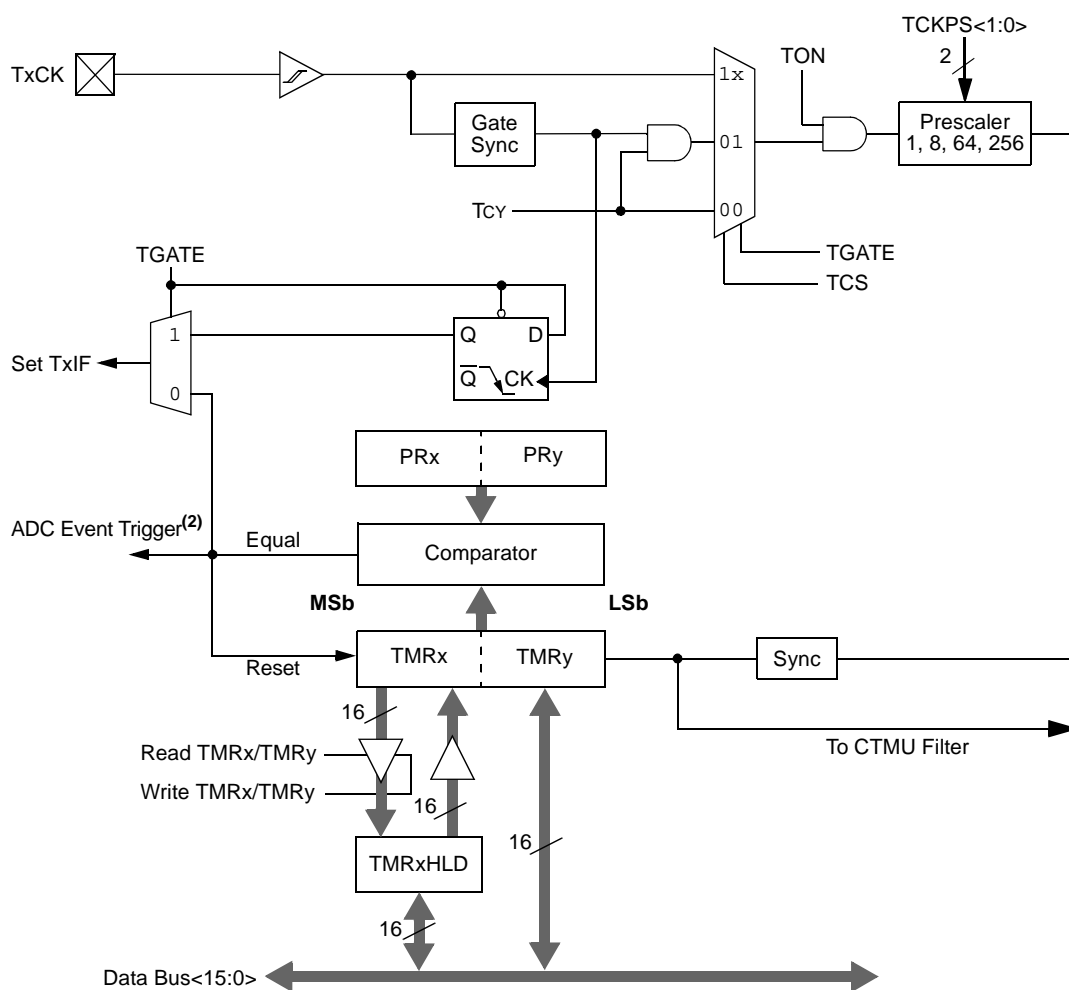 TCKPS<1:0>
TxCK
TON
2
1x
Gate
Sync
Prescaler
1, 8, 64, 256
01
TCY
00
TGATE
TGATE
TCS
1
Q
D
Set TxIF
Q
CK
0
PRx
PRy
ADC Event Trigger(2)
Equal
Comparator
MSb
LSb
TMRx
TMRy
Sync
Reset
16
To CTMU Filter
Read TMRx/TMRy
Write TMRx/TMRy
16
16
TMRxHLD
16
Data Bus<15:0>